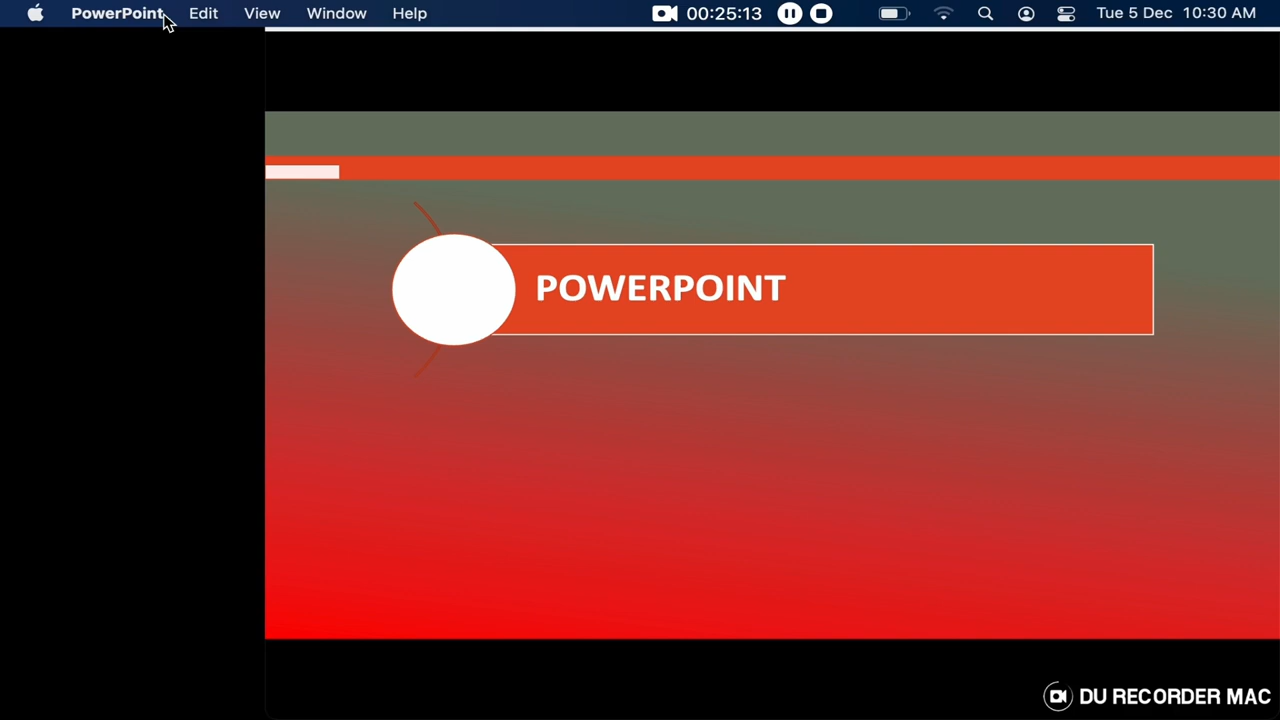 PowerPoint Edit View Window Help 00:25:13 Tue 5 Dec 10:30 AM
POWERPOINT
DU RECORDER MAC